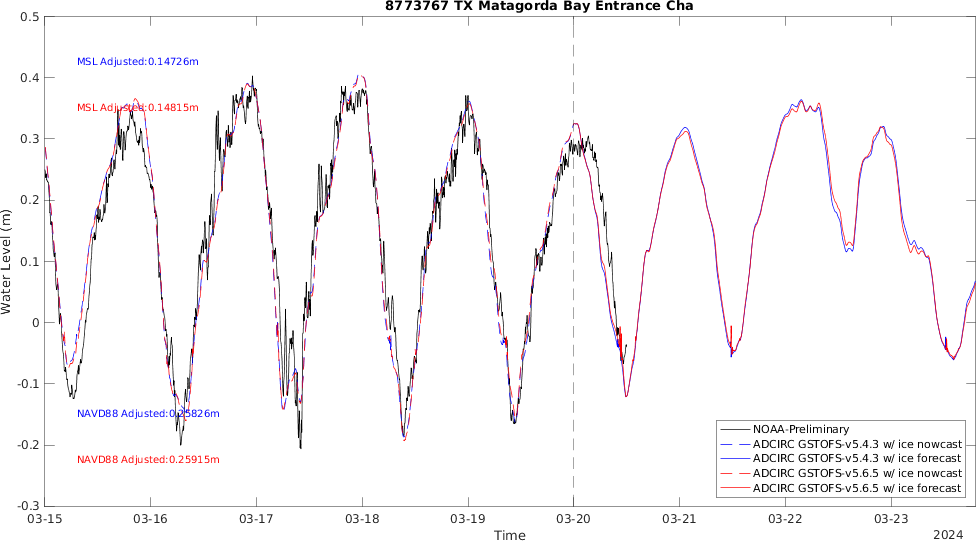 8773767 TX Matagorda Bay Entrance Cha
0.5
0.4
0.3
0.2
0.1
0
-0.1
-0.2
-0.3
Water Level (m)
MSL Adjusted:0.14726m
MSL Adjusted:0.14815m
NAVD88 Adjusted:0.25826m
NAVD88 Adjusted:0.25915m
NOAA-Preliminary
ADCIRC GSTOFS-v5.4.3 w/ ice nowcast
ADCIRC GSTOFS-v5.4.3 w/ ice forecast
ADCIRC GSTOFS-v5.6.5 w/ ice nowcast
ADCIRC GSTOFS-v5.6.5 w/ ice forecast
03-15 03-16 03-17 03-18 03-19 03-20 03-21 03-22 03-23
Time
2024